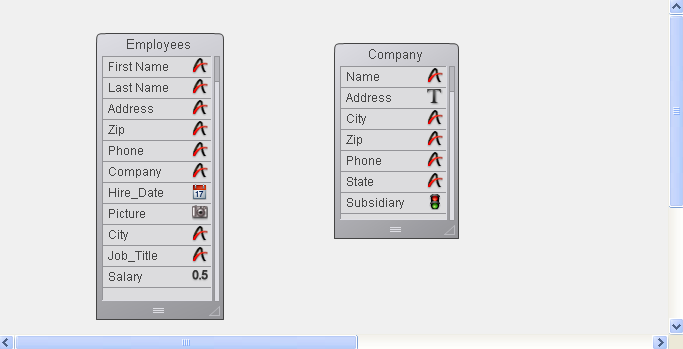 Employees
First Name
Last Name
Address
Zip
Phone
Company
Hire_Date
17
Picture
City
Job_Title
Salary
0.5
Company
Name
Address
City
Zip
Phone
State
Subsidiary